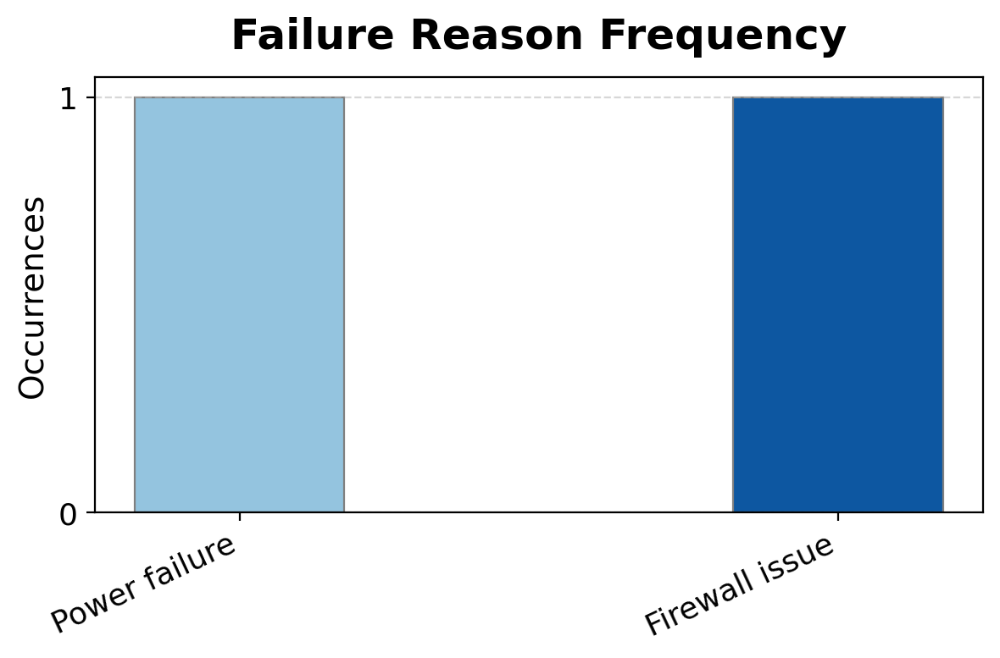 Failure Reason Frequency
Occurrences
1
0
Power failure
Firewall issue